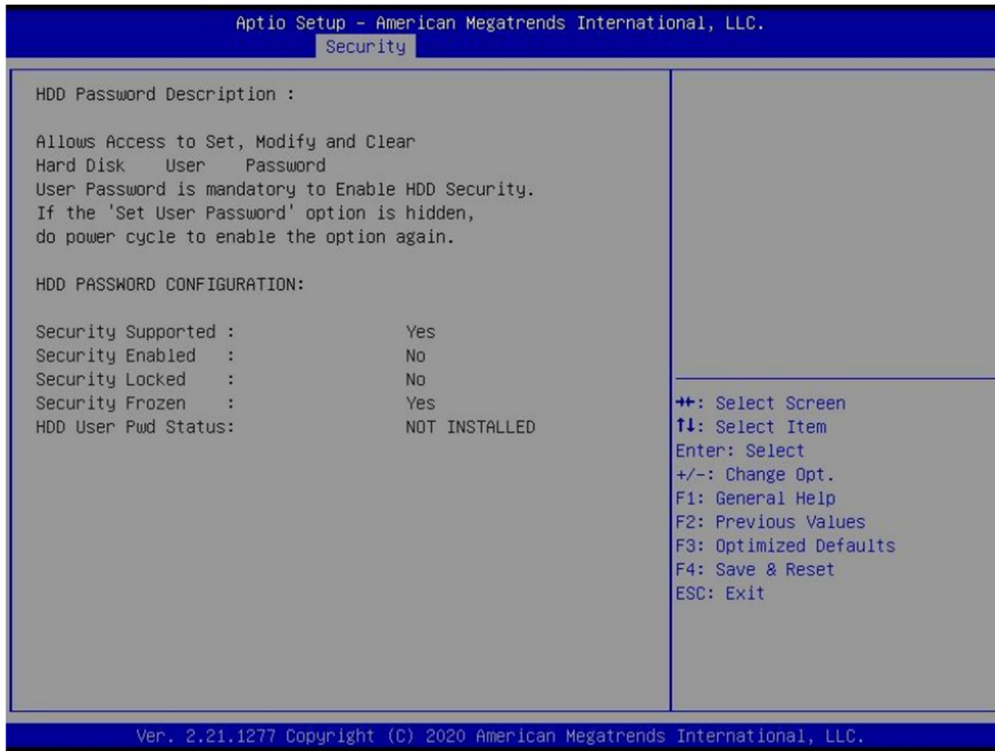 Aptio Setup – American Megatrends International, LLC.
Security
HDD Password Description :
Allows Access to Set, Modify and Clear
Hard Disk User Password
User Password is mandatory to Enable HDD Security.
If the 'Set User Password' option is hidden,
do power cycle to enable the option again.
HDD PASSWORD CONFIGURATION:
Security Supported : Yes
Security Enabled : No
Security Locked : No
Security Frozen : Yes
HDD User Pwd Status: NOT INSTALLED
→←: Select Screen
↑↓: Select Item
Enter: Select
+/-: Change Opt.
F1: General Help
F2: Previous Values
F3: Optimized Defaults
F4: Save & Reset
ESC: Exit
Ver. 2.21.1277 Copyright (C) 2020 American Megatrends International, LLC.